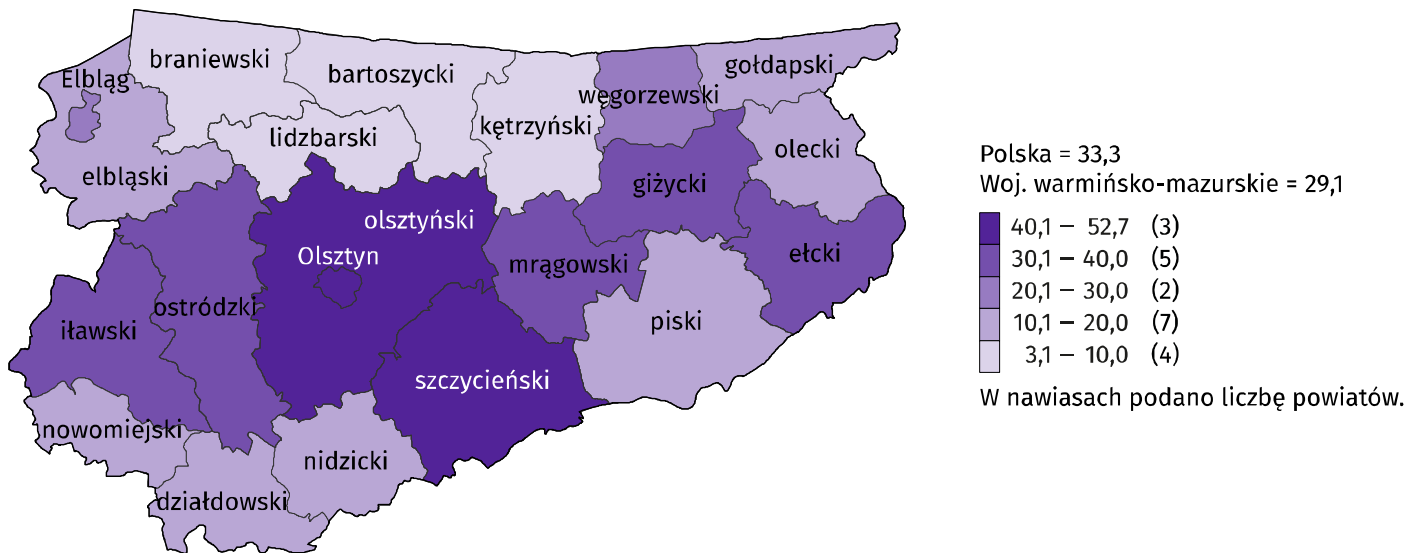 Elbląg
braniewski
bartoszycki
gołdapski
węgorzewski
kętrzyński
lidzbarski
olecki
elbląski
giżycki
olsztyński
Olsztyn
mrągowski
ełcki
ostródzki
iławski
piski
szczycieński
nowomiejski
nidzicki
działdowski
Polska = 33,3
Woj. warmińsko-mazurskie = 29,1
40,1 – 52,7 (3)
30,1 – 40,0 (5)
20,1 – 30,0 (2)
10,1 – 20,0 (7)
3,1 – 10,0 (4)
W nawiasach podano liczbę powiatów.